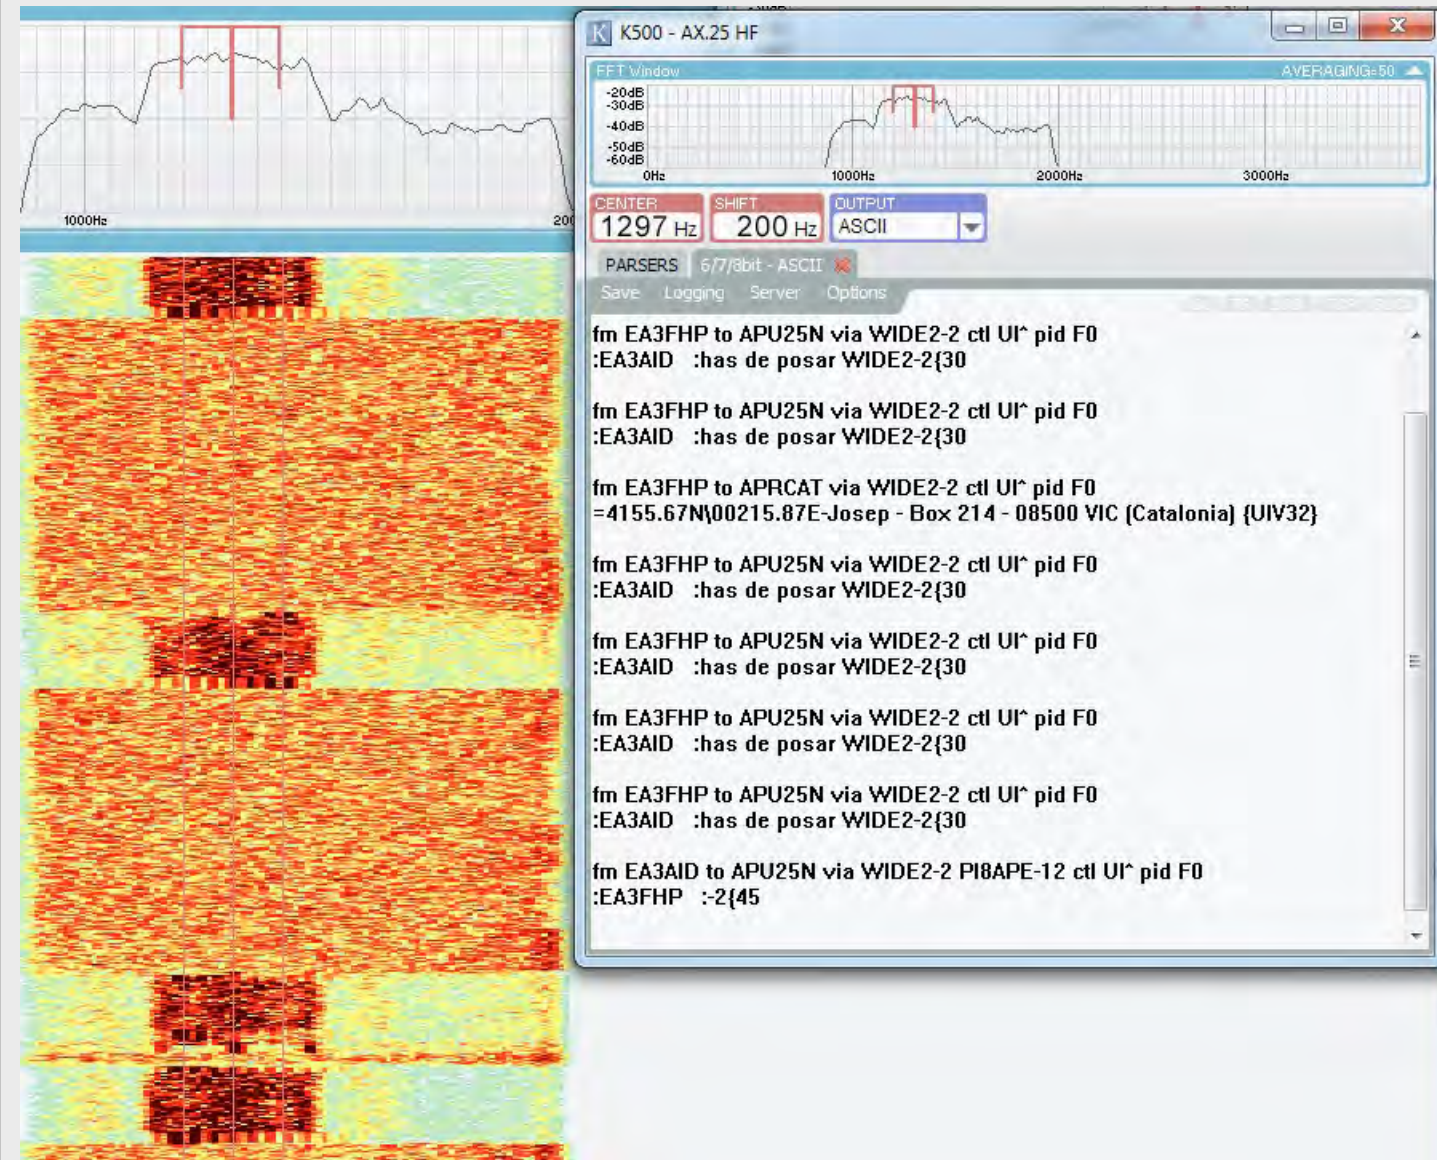 1000Hz
200
K500 - AX.25 HF
FFT Window
AVERAGING=50
-20dB
-30dB
-40dB
-50dB
-60dB
0Hz
1000Hz
2000Hz
3000Hz
CENTER
1297 Hz
SHIFT
200 Hz
OUTPUT
ASCII
PARSERS
6/7/8bit - ASCII
Save Logging Server Options
fm EA3FHP to APU25N via WIDE2-2 ctl UI^ pid F0
:EA3AID :has de posar WIDE2-2{30
fm EA3FHP to APU25N via WIDE2-2 ctl UI^ pid F0
:EA3AID :has de posar WIDE2-2{30
fm EA3FHP to APRCAT via WIDE2-2 ctl UI^ pid F0
=4155.67N\00215.87E-Josep - Box 214 - 08500 VIC (Catalonia) {UIV32}
fm EA3FHP to APU25N via WIDE2-2 ctl UI^ pid F0
:EA3AID :has de posar WIDE2-2{30
fm EA3FHP to APU25N via WIDE2-2 ctl UI^ pid F0
:EA3AID :has de posar WIDE2-2{30
fm EA3FHP to APU25N via WIDE2-2 ctl UI^ pid F0
:EA3AID :has de posar WIDE2-2{30
fm EA3FHP to APU25N via WIDE2-2 ctl UI^ pid F0
:EA3AID :has de posar WIDE2-2{30
fm EA3AID to APU25N via WIDE2-2 PI8APE-12 ctl UI^ pid F0
:EA3FHP :-2{45